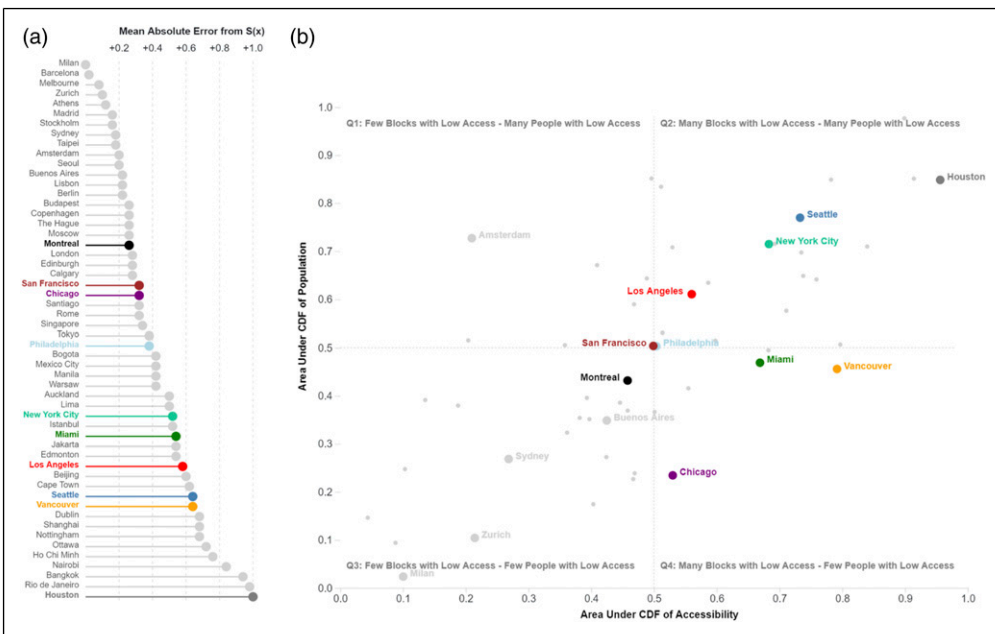 (a)
Mean Absolute Error from S(x)
+0.2 +0.4 +0.6 +0.8 +1.0
Milan
Barcelona
Melbourne
Zurich
Athens
Madrid
Stockholm
Sydney
Taipei
Amsterdam
Seoul
Buenos Aires
Lisbon
Berlin
Budapest
Copenhagen
The Hague
Moscow
Montreal
London
Edinburgh
Calgary
San Francisco
Chicago
Santiago
Rome
Singapore
Tokyo
Philadelphia
Bogota
Mexico City
Manila
Warsaw
Auckland
Lima
New York City
Istanbul
Miami
Jakarta
Edmonton
Los Angeles
Beijing
Cape Town
Seattle
Vancouver
Dublin
Shanghai
Nottingham
Ottawa
Ho Chi Minh
Nairobi
Bangkok
Rio de Janeiro
Houston
(b)
Area Under CDF of Population
1.0
0.9
0.8
0.7
0.6
0.5
0.4
0.3
0.2
0.1
0.0
Q1: Few Blocks with Low Access - Many People with Low Access
Q2: Many Blocks with Low Access - Many People with Low Access
Houston
Seattle
Amsterdam
New York City
Los Angeles
San Francisco
Philadelphia
Miami
Vancouver
Montreal
Buenos Aires
Sydney
Chicago
Zurich
Milan
Q3: Few Blocks with Low Access - Few People with Low Access
Q4: Many Blocks with Low Access - Few People with Low Access
0.0 0.1 0.2 0.3 0.4 0.5 0.6 0.7 0.8 0.9 1.0
Area Under CDF of Accessibility